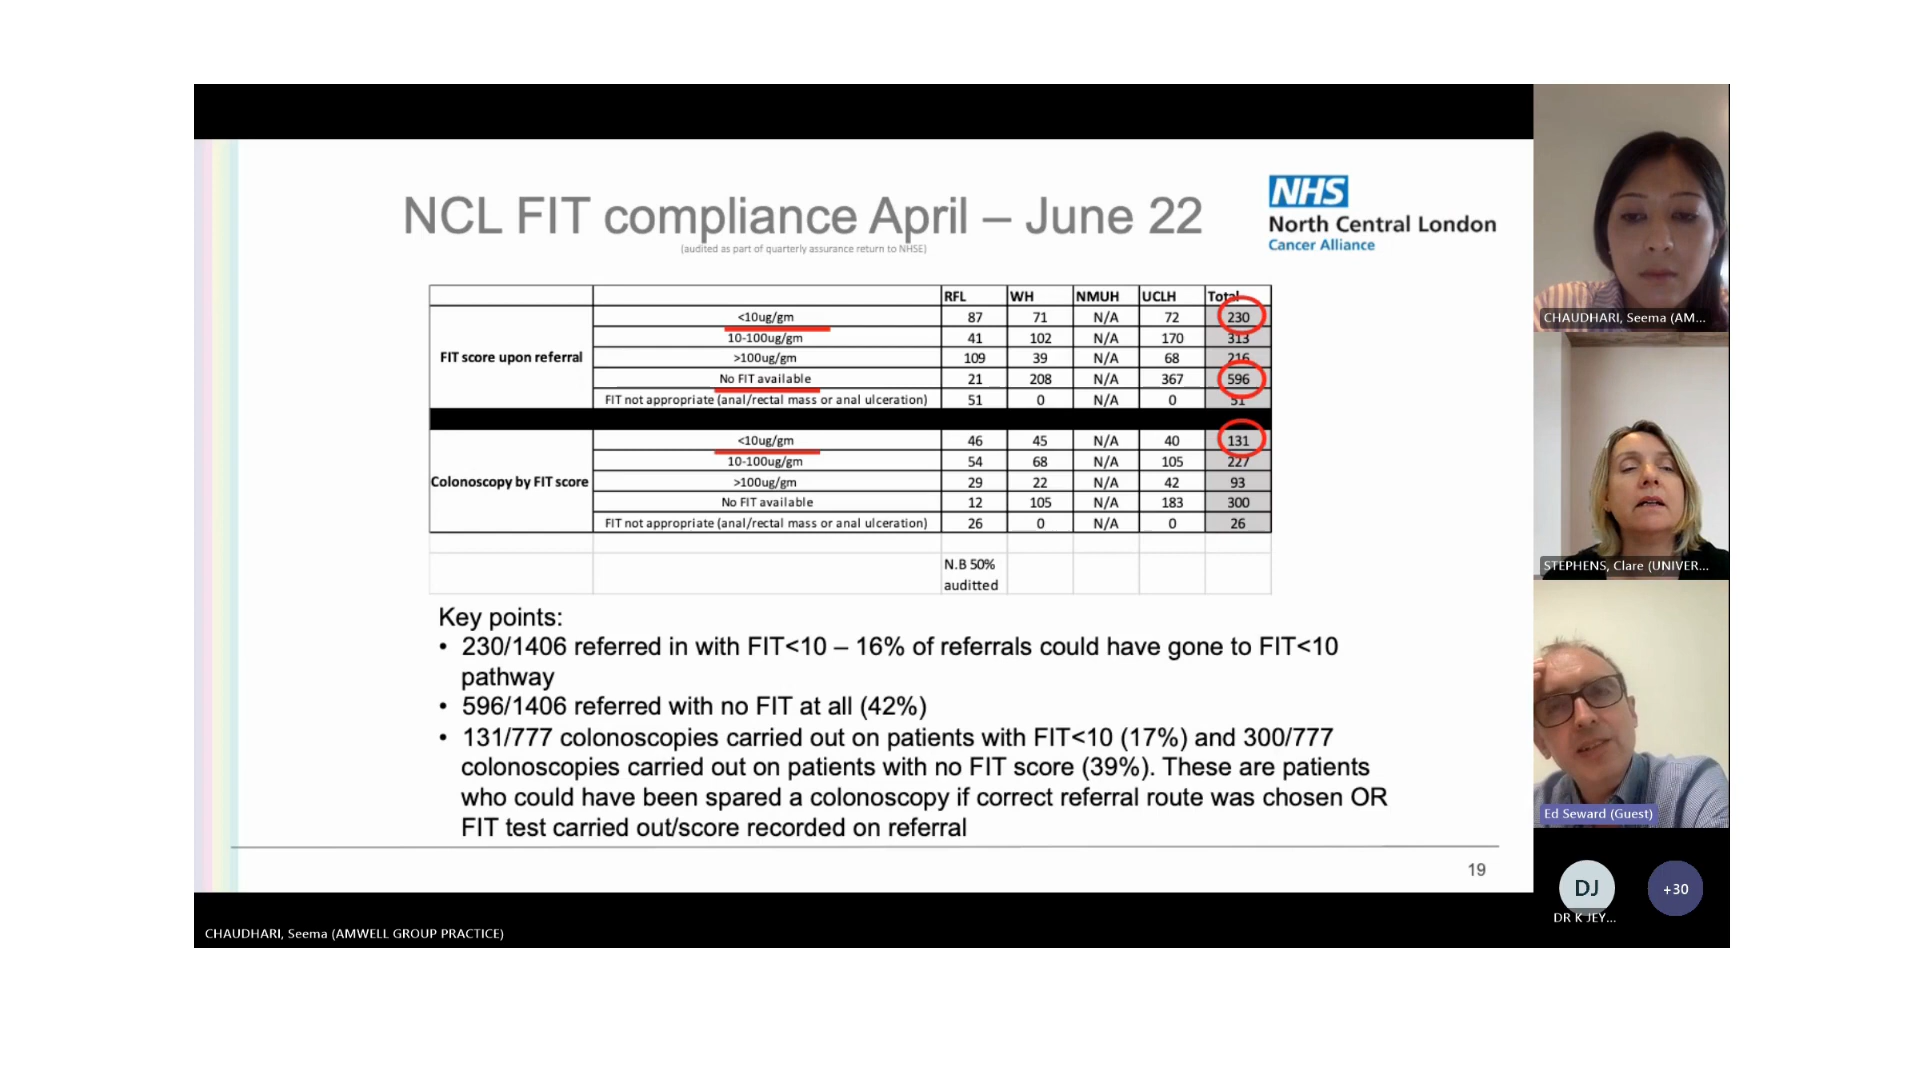 NCL FIT compliance April – June 22
(audited as part of quarterly assurance return to NHSE)
NHS
North Central London
Cancer Alliance
RFL WH NMUH UCLH Total
FIT score upon referral
<10ug/gm 87 71 N/A 72 230
10-100ug/gm 41 102 N/A 170 313
>100ug/gm 109 39 N/A 68 216
No FIT available 21 208 N/A 367 596
FIT not appropriate (anal/rectal mass or anal ulceration) 51 0 N/A 0 51
Colonoscopy by FIT score
<10ug/gm 46 45 N/A 40 131
10-100ug/gm 54 68 N/A 105 227
>100ug/gm 29 22 N/A 42 93
No FIT available 12 105 N/A 183 300
FIT not appropriate (anal/rectal mass or anal ulceration) 26 0 N/A 0 26
N.B 50%
auditted
Key points:
• 230/1406 referred in with FIT<10 – 16% of referrals could have gone to FIT<10
pathway
• 596/1406 referred with no FIT at all (42%)
• 131/777 colonoscopies carried out on patients with FIT<10 (17%) and 300/777
colonoscopies carried out on patients with no FIT score (39%). These are patients
who could have been spared a colonoscopy if correct referral route was chosen OR
FIT test carried out/score recorded on referral
19
CHAUDHARI, Seema (AMWELL GROUP PRACTICE)
CHAUDHARI, Seema (AM...
STEPHENS, Clare (UNIVER...
Ed Seward (Guest)
DJ
DR K JEY...
+30